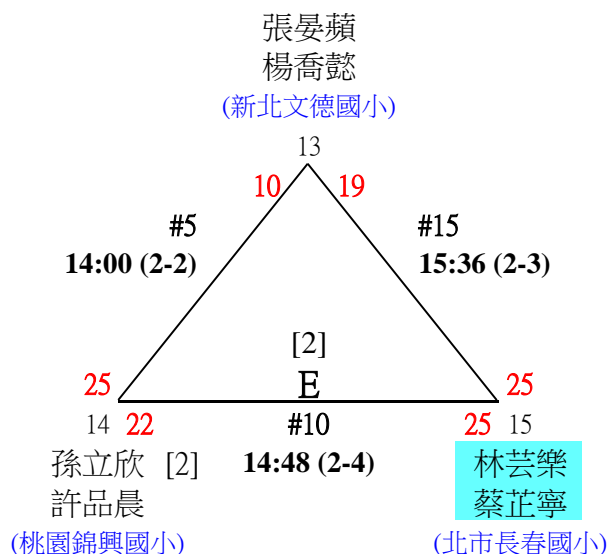 張晏蘋
楊喬懿
(新北文德國小)
13
10 19
#5 #15
14:00 (2-2) 15:36 (2-3)
[2]
25 E 25
14 22 #10 25 15
孫立欣 [2] 14:48 (2-4) 林芸樂
許品晨 蔡芷寧
(桃園錦興國小) (北市長春國小)